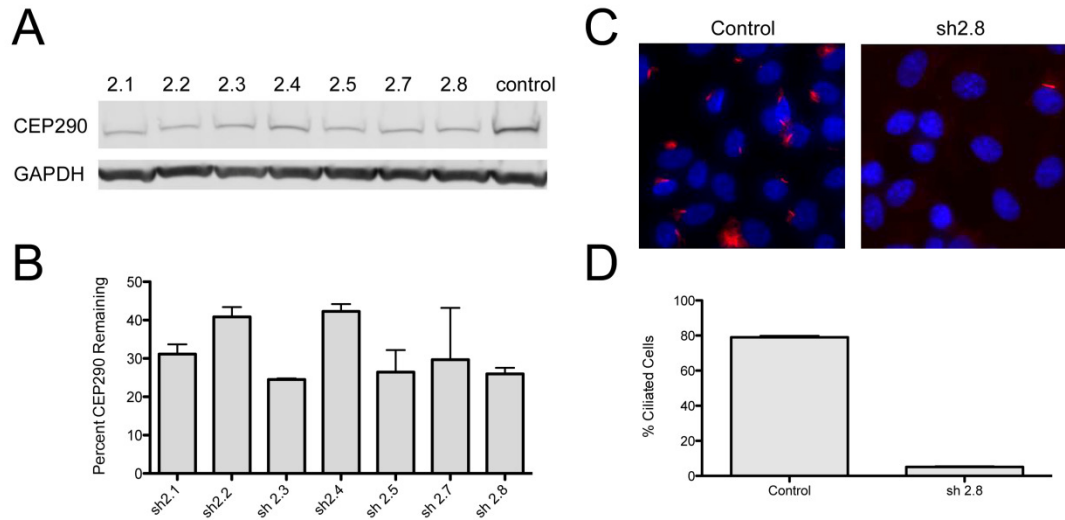 A
2.1 2.2 2.3 2.4 2.5 2.7 2.8 control
CEP290
GAPDH
B
Percent CEP290 Remaining
50
40
30
20
10
0
sh2.1 sh2.2 sh 2.3 sh2.4 sh 2.5 sh 2.7 sh 2.8
C
Control sh2.8
D
% Ciliated Cells
100
80
60
40
20
0
Control sh 2.8